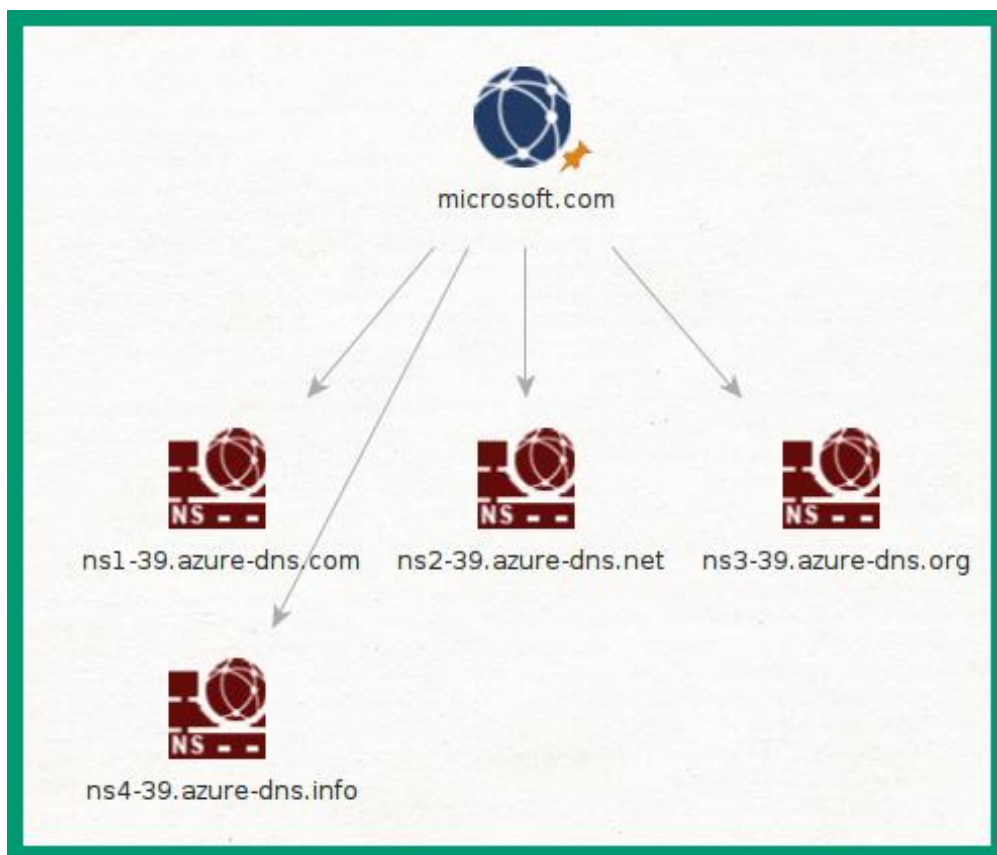 microsoft.com
NS
NS
NS
ns1-39.azure-dns.com
ns2-39.azure-dns.net
ns3-39.azure-dns.org
NS
ns4-39.azure-dns.info